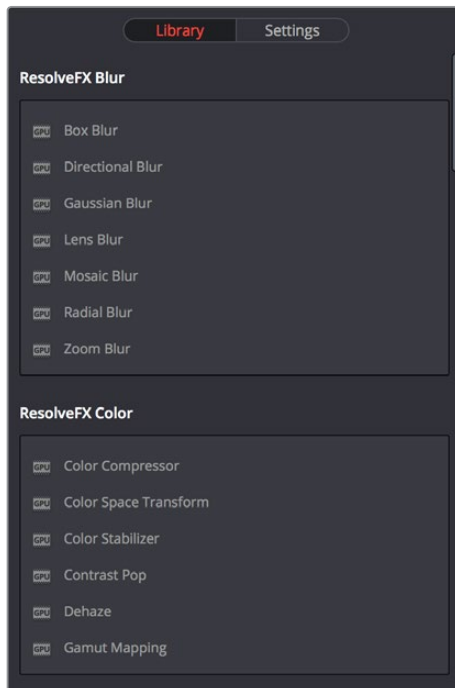 Library Settings
ResolveFX Blur
GPU Box Blur
GPU Directional Blur
GPU Gaussian Blur
GPU Lens Blur
GPU Mosaic Blur
GPU Radial Blur
GPU Zoom Blur
ResolveFX Color
GPU Color Compressor
GPU Color Space Transform
GPU Color Stabilizer
GPU Contrast Pop
GPU Dehaze
GPU Gamut Mapping